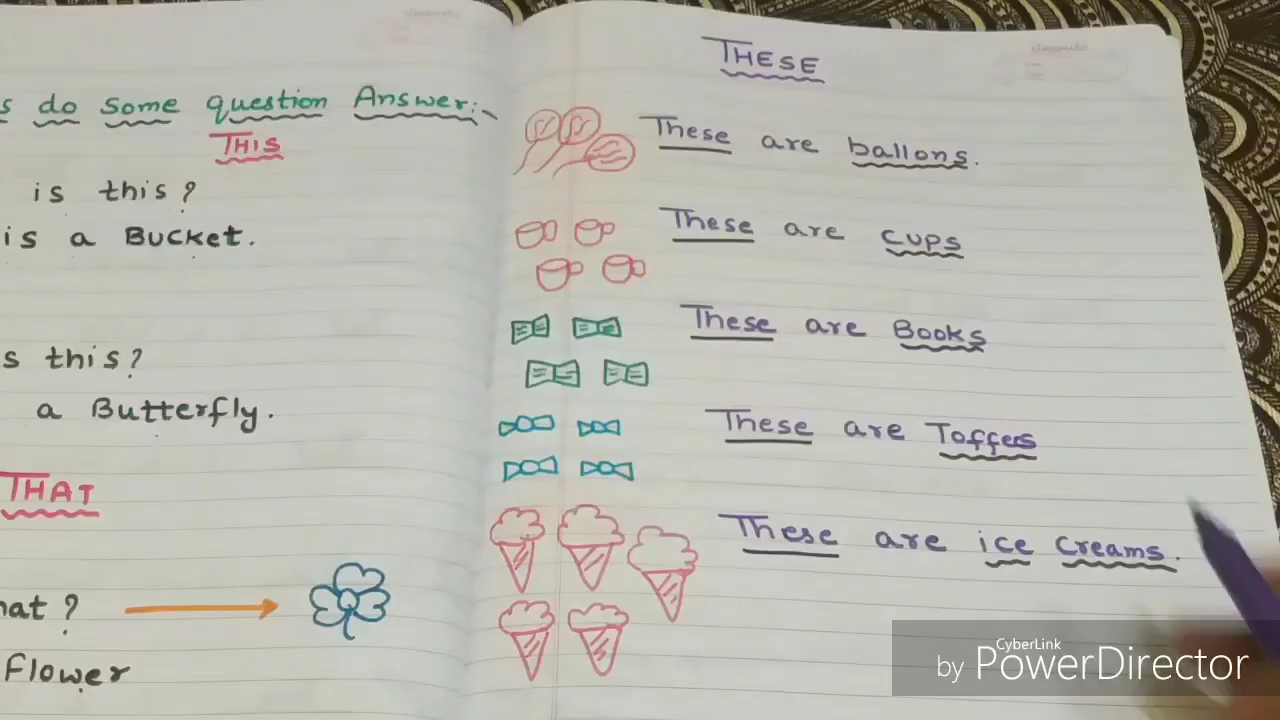 s do some question Answer:-
THIS
is this?
is a Bucket.
s this?
a Butterfly.
THAT
hat ?
Flower
THESE
These are ballons.
These are cups
These are Books
These are Toffees
These are ice creams.
CyberLink
by PowerDirector